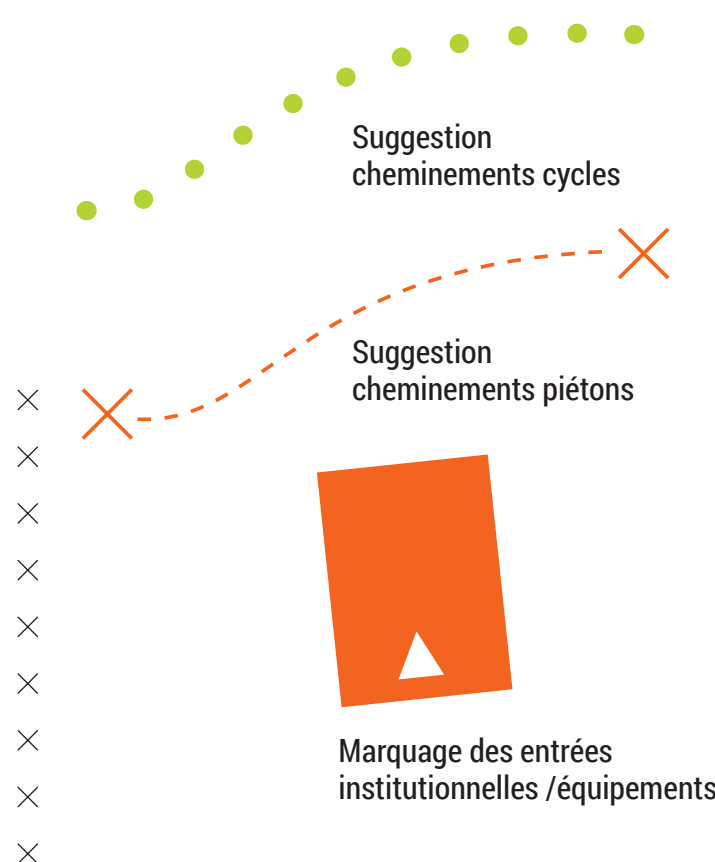 Suggestion
cheminements cycles
Suggestion
cheminements piétons
Marquage des entrées
institutionnelles /équipements